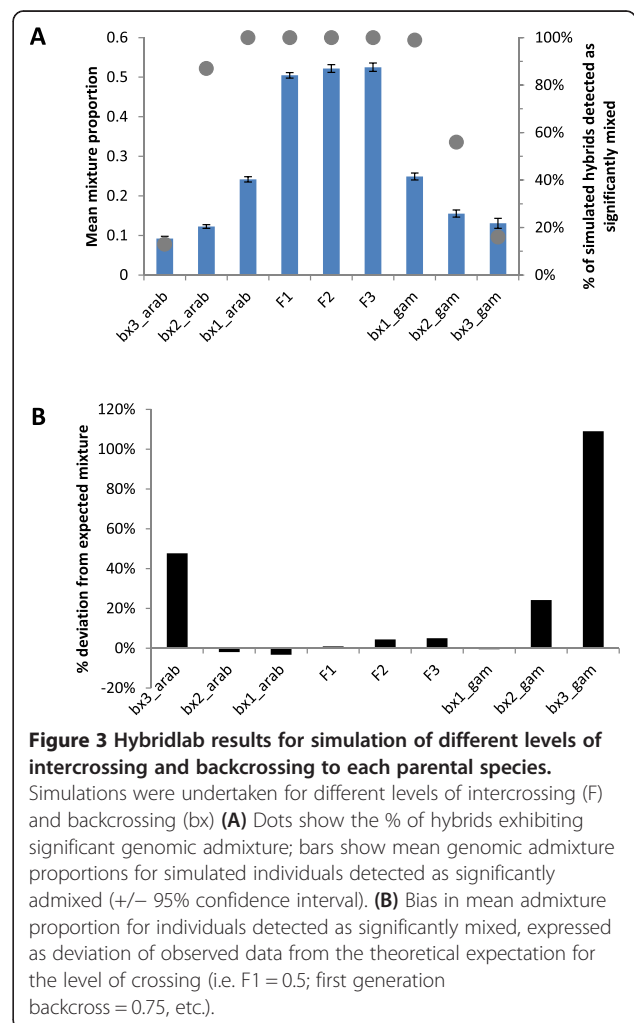 A
Mean mixture proportion
0.6
0.5
0.4
0.3
0.2
0.1
0
100%
80%
60%
40%
20%
0%
% of simulated hybrids detected as
significantly mixed
bx3_arab
bx2_arab
bx1_arab
F1
F2
F3
bx1_gam
bx2_gam
bx3_gam
B
% deviation from expected mixture
120%
100%
80%
60%
40%
20%
0%
-20%
bx3_arab
bx2_arab
bx1_arab
F1
F2
F3
bx1_gam
bx2_gam
bx3_gam
Figure 3 Hybridlab results for simulation of different levels of
intercrossing and backcrossing to each parental species.
Simulations were undertaken for different levels of intercrossing (F)
and backcrossing (bx) (A) Dots show the % of hybrids exhibiting
significant genomic admixture; bars show mean genomic admixture
proportions for simulated individuals detected as significantly
admixed (+/− 95% confidence interval). (B) Bias in mean admixture
proportion for individuals detected as significantly mixed, expressed
as deviation of observed data from the theoretical expectation for
the level of crossing (i.e. F1 = 0.5; first generation
backcross = 0.75, etc.).